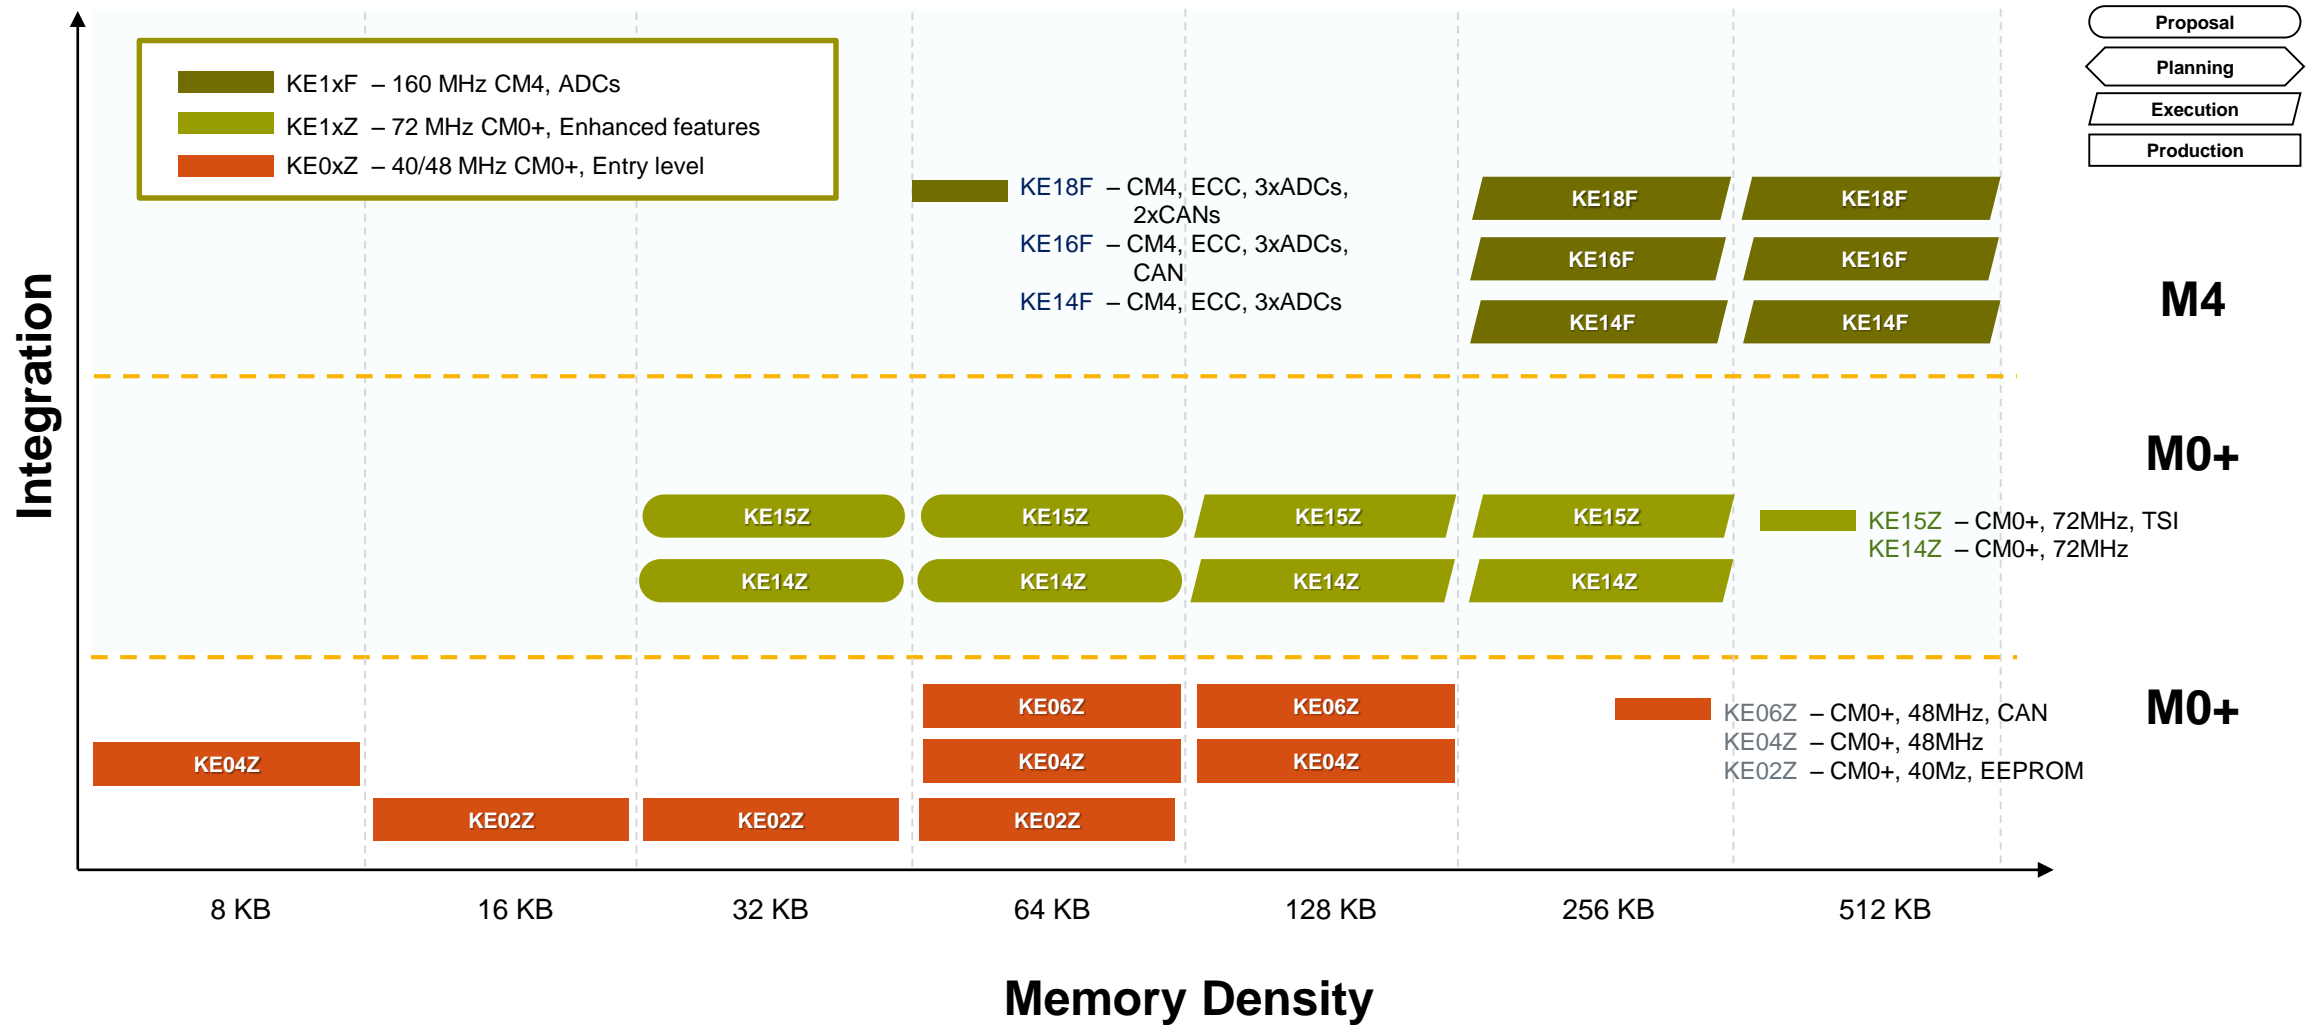 Proposal
Planning
Execution
Production
KE1xF – 160 MHz CM4, ADCs
KE1xZ – 72 MHz CM0+, Enhanced features
KE0xZ – 40/48 MHz CM0+, Entry level
KE18F – CM4, ECC, 3xADCs,
2xCANs
KE16F – CM4, ECC, 3xADCs,
CAN
KE14F – CM4, ECC, 3xADCs
KE18F KE18F
KE16F KE16F
KE14F KE14F
M4
Integration
M0+
KE15Z KE15Z KE15Z KE15Z
KE14Z KE14Z KE14Z KE14Z
KE15Z – CM0+, 72MHz, TSI
KE14Z – CM0+, 72MHz
M0+
KE06Z KE06Z
KE04Z KE04Z KE04Z
KE02Z KE02Z KE02Z
KE06Z – CM0+, 48MHz, CAN
KE04Z – CM0+, 48MHz
KE02Z – CM0+, 40Mz, EEPROM
8 KB 16 KB 32 KB 64 KB 128 KB 256 KB 512 KB
Memory Density